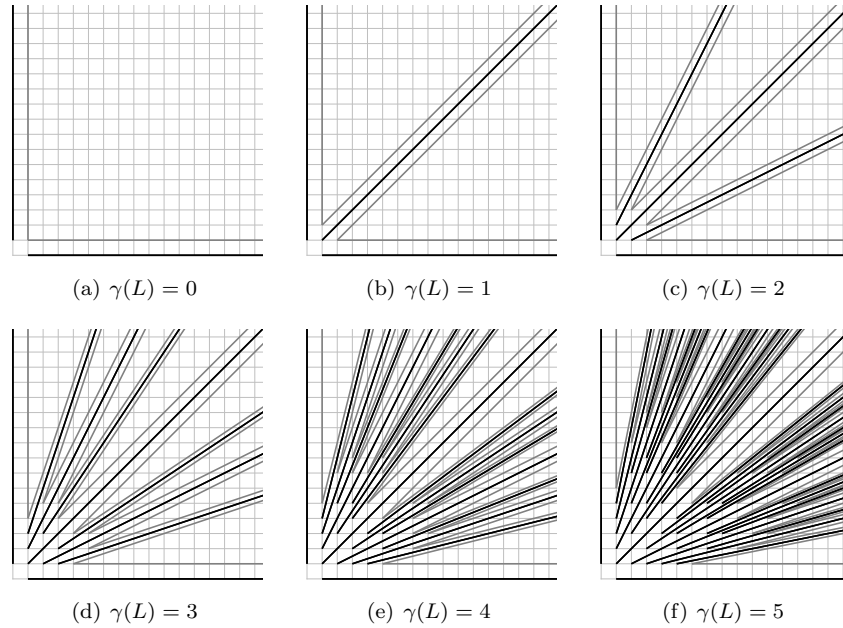 (a) γ(L) = 0
(b) γ(L) = 1
(c) γ(L) = 2
(d) γ(L) = 3
(e) γ(L) = 4
(f) γ(L) = 5